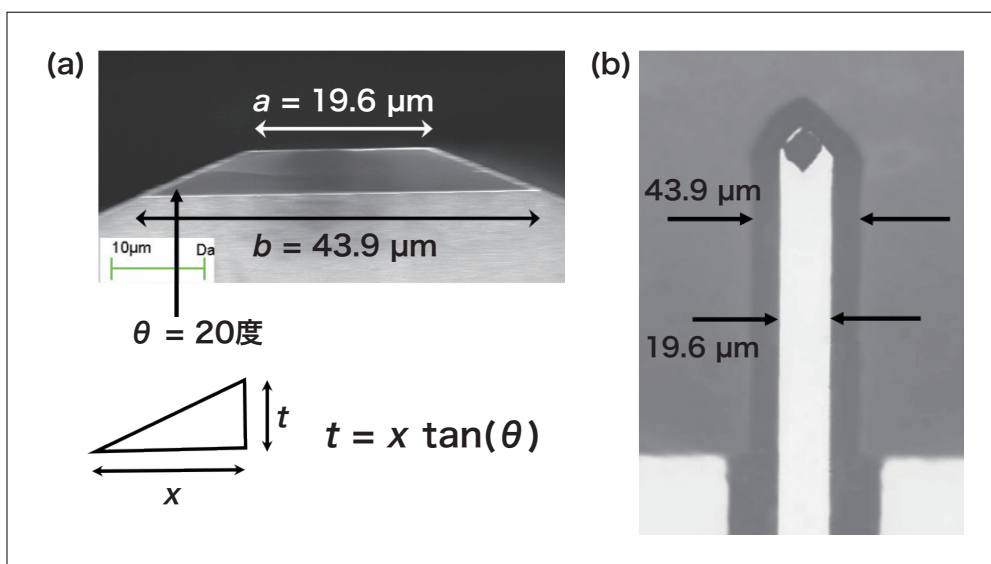 (a)
a = 19.6 µm
b = 43.9 µm
10µm
Da
θ = 20度
t
x
t = x tan(θ)
(b)
43.9 µm
19.6 µm